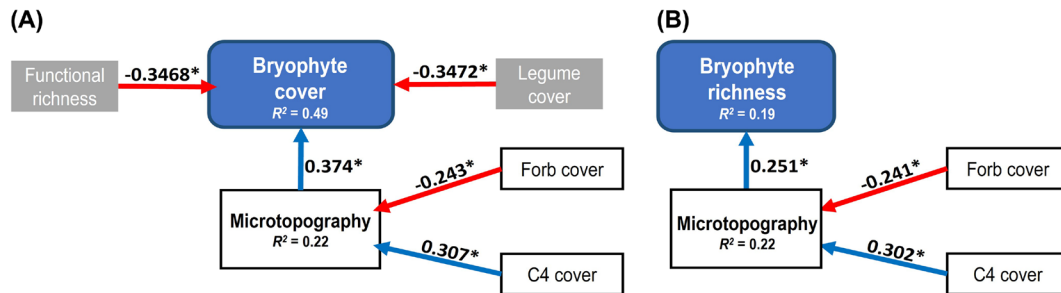 (A)
Functional
richness
-0.3468*
Bryophyte
cover
R² = 0.49
-0.3472*
Legume
cover
0.374*
-0.243*
Forb cover
Microtopography
R² = 0.22
0.307*
C4 cover
(B)
Bryophyte
richness
R² = 0.19
0.251*
-0.241*
Forb cover
Microtopography
R² = 0.22
0.302*
C4 cover